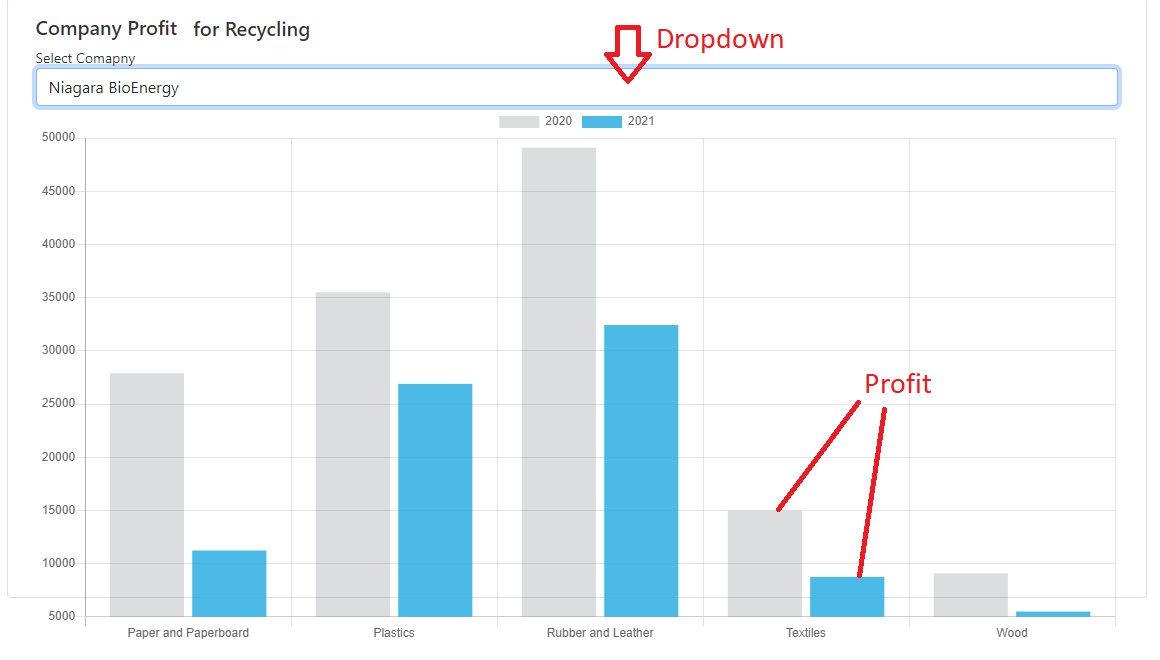 Company Profit for Recycling
Dropdown
Select Comapny
Niagara BioEnergy
2020 2021
50000
45000
40000
35000
30000
25000
20000
15000
10000
5000
Profit
Paper and Paperboard Plastics Rubber and Leather Textiles Wood